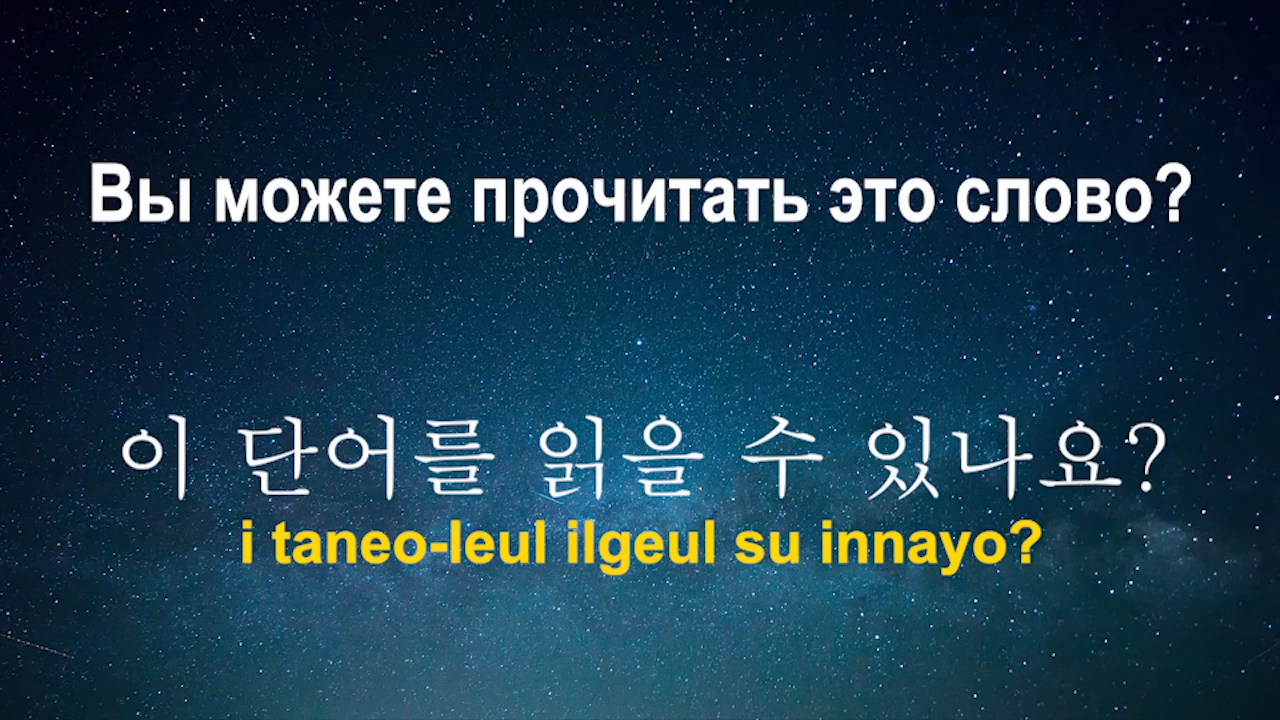 Вы можете прочитать это слово?
이 단어를 읽을 수 있나요?
i taneo-leul ilgeul su innayo?